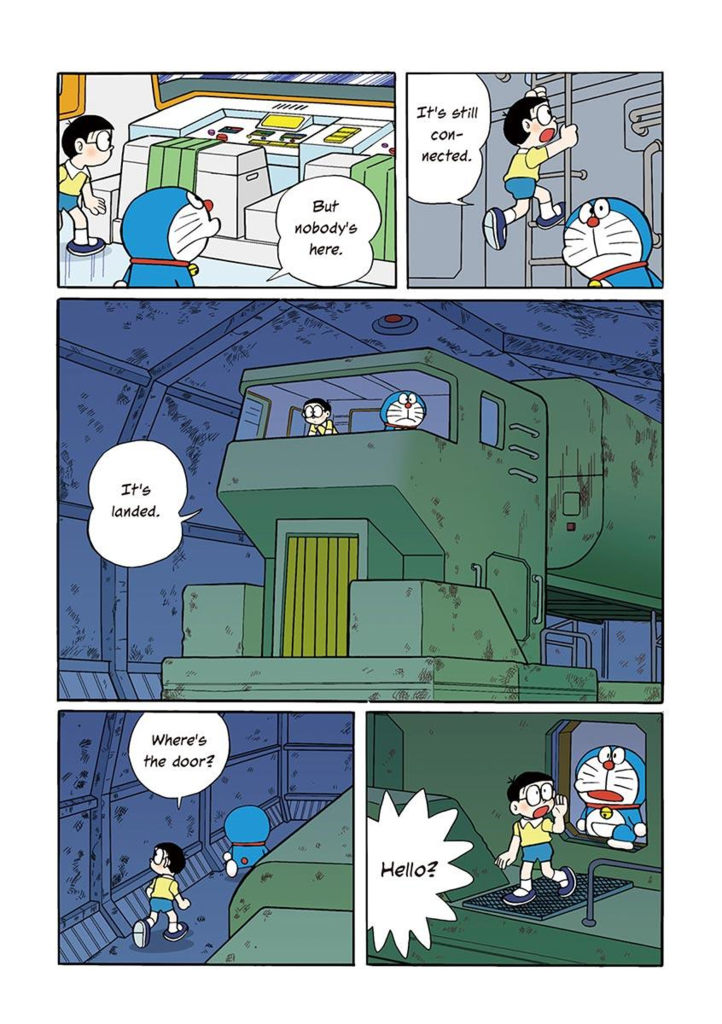 But
nobody's
here.
It's still
con-
nected.
It's
landed.
Where's
the door?
Hello?